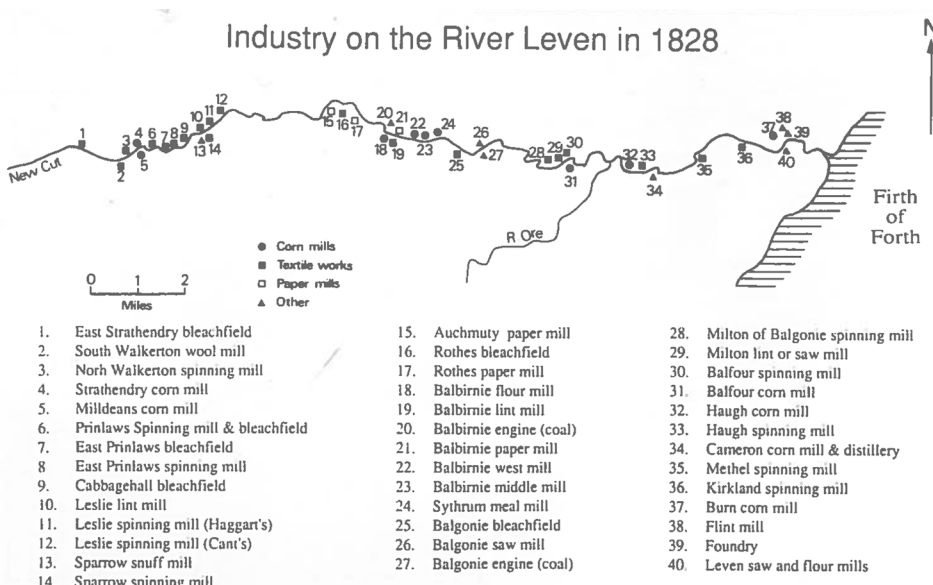 Industry on the River Leven in 1828
N
1
2
3
4
5
6
7
8
9
10
11
12
13
14
15
16
17
18
19
20
21
22
23
24
25
26
27
28
29
30
31
32
33
34
35
36
37
38
39
40
New Cut
R Ore
Firth
of
Forth
Corn mills
Textile works
Paper mills
Other
0 1 2
Miles
1. East Strathendry bleachfield
2. South Walkerton wool mill
3. Norh Walkerton spinning mill
4. Strathendry corn mill
5. Milldeans corn mill
6. Prinlaws Spinning mill & bleachfield
7. East Prinlaws bleachfield
8 East Prinlaws spinning mill
9. Cabbagehall bleachfield
10. Leslie lint mill
11. Leslie spinning mill (Haggart's)
12. Leslie spinning mill (Cant's)
13. Sparrow snuff mill
14 Sparrow spinning mill
15. Auchmuty paper mill
16. Rothes bleachfield
17. Rothes paper mill
18. Balbirnie flour mill
19. Balbirnie lint mill
20. Balbirnie engine (coal)
21. Balbirnie paper mill
22. Balbirnie west mill
23. Balbirnie middle mill
24. Sythrum meal mill
25. Balgonie bleachfield
26. Balgonie saw mill
27. Balgonie engine (coal)
28. Milton of Balgonie spinning mill
29. Milton lint or saw mill
30. Balfour spinning mill
31. Balfour corn mill
32. Haugh corn mill
33. Haugh spinning mill
34. Cameron corn mill & distillery
35. Methel spinning mill
36. Kirkland spinning mill
37. Burn corn mill
38. Flint mill
39. Foundry
40. Leven saw and flour mills